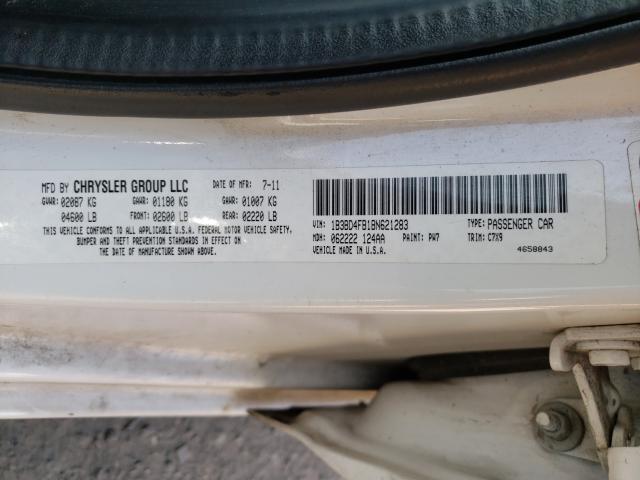 MFD BY CHRYSLER GROUP LLC DATE OF MFR: 7-11
GVWR: 02087 KG GAWR: 01180 KG GAWR: 01007 KG
04600 LB FRONT: 02600 LB REAR: 02220 LB
THIS VEHICLE CONFORMS TO ALL APPLICABLE U.S.A. FEDERAL MOTOR VEHICLE SAFETY,
BUMPER AND THEFT PREVENTION STANDARDS IN EFFECT ON
THE DATE OF MANUFACTURE SHOWN ABOVE.
VIN: 1B3BD4FB1BN621283 TYPE: PASSENGER CAR
MDH: 062222 124AA PAINT: PW7 TRIM: C7X9
VEHICLE MADE IN U.S.A. 4658843